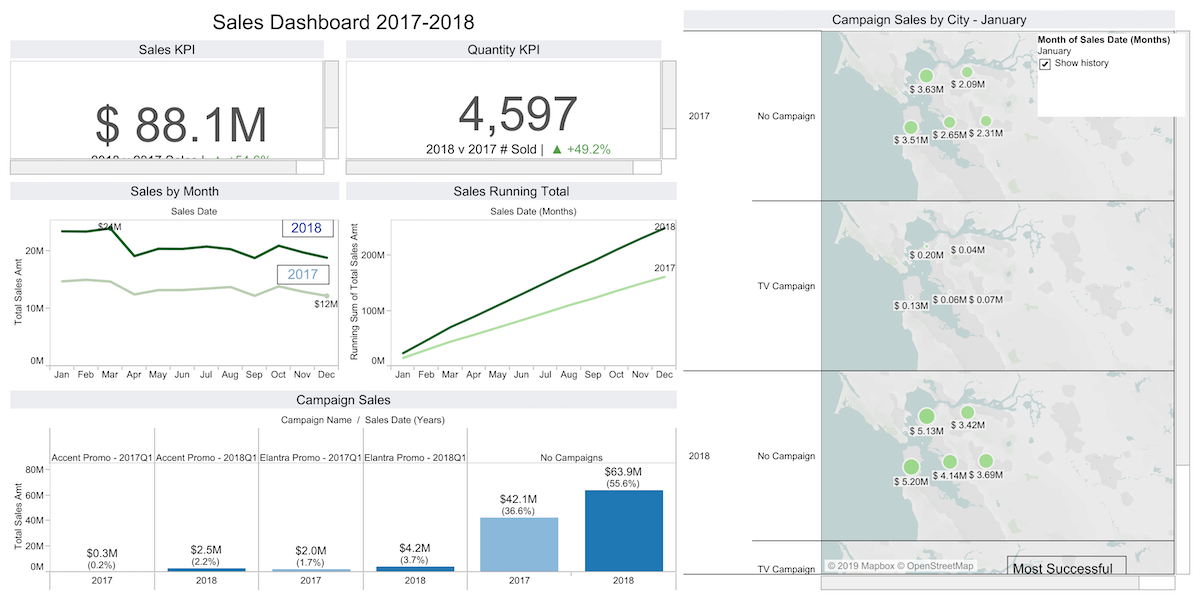 Sales Dashboard 2017-2018
Sales KPI
$ 88.1M
2018 v 2017 Sales | ▲ +54.6%
Quantity KPI
4,597
2018 v 2017 # Sold | ▲ +49.2%
Sales by Month
Sales Date
Total Sales Amt
20M
10M
0M
$24M
2018
2017
$12M
Jan Feb Mar Apr May Jun Jul Aug Sep Oct Nov Dec
Sales Running Total
Sales Date (Months)
Running Sum of Total Sales Amt
200M
100M
0M
2018
2017
Jan Feb Mar Apr May Jun Jul Aug Sep Oct Nov Dec
Campaign Sales
Campaign Name / Sales Date (Years)
Accent Promo - 2017Q1 Accent Promo - 2018Q1 Elantra Promo - 2017Q1 Elantra Promo - 2018Q1 No Campaigns
Total Sales Amt
80M
60M
40M
20M
0M
$0.3M
(0.2%)
$2.5M
(2.2%)
$2.0M
(1.7%)
$4.2M
(3.7%)
$42.1M
(36.6%)
$63.9M
(55.6%)
2017 2018 2017 2018 2017 2018
Campaign Sales by City - January
Month of Sales Date (Months)
January
Show history
2017
No Campaign
$ 3.63M
$ 2.09M
$ 3.51M
$ 2.65M
$ 2.31M
TV Campaign
$ 0.20M
$ 0.04M
$ 0.13M
$ 0.06M
$ 0.07M
2018
No Campaign
$ 5.13M
$ 3.42M
$ 5.20M
$ 4.14M
$ 3.69M
TV Campaign
© 2019 Mapbox © OpenStreetMap
Most Successful